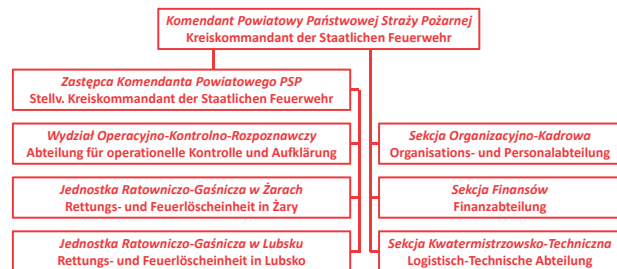 Komendant Powiatowy Państwowej Straży Pożarnej
Kreiskommandant der Staatlichen Feuerwehr
Zastępca Komendanta Powiatowego PSP
Stellv. Kreiskommandant der Staatlichen Feuerwehr
Wydział Operacyjno-Kontrolno-Rozpoznawczy
Abteilung für operationelle Kontrolle und Aufklärung
Sekcja Organizacyjno-Kadrowa
Organisations- und Personalabteilung
Jednostka Ratowniczo-Gaśnicza w Żarach
Rettungs- und Feuerlöscheinheit in Żary
Sekcja Finansów
Finanzabteilung
Jednostka Ratowniczo-Gaśnicza w Lubsku
Rettungs- und Feuerlöscheinheit in Lubsko
Sekcja Kwatermistrzowsko-Techniczna
Logistisch-Technische Abteilung